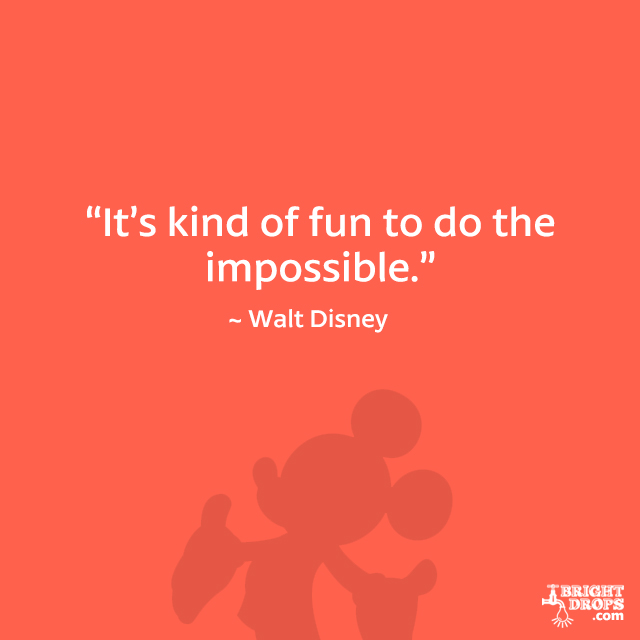 “It’s kind of fun to do the
impossible.”
~ Walt Disney
BRIGHT
DROPS
.com